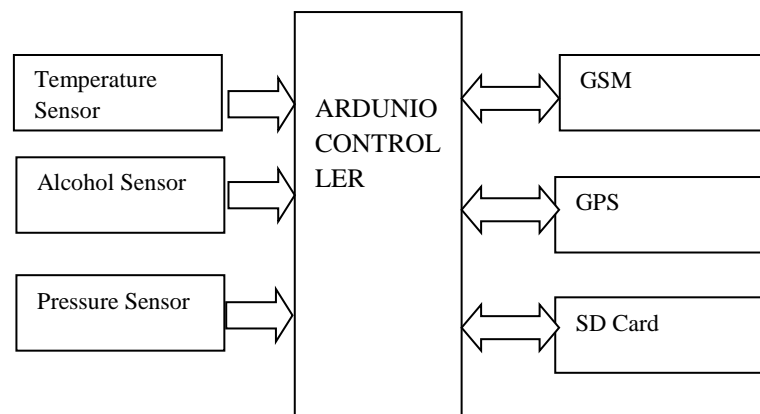 Temperature
Sensor
Alcohol Sensor
Pressure Sensor
ARDUNIO
CONTROL
LER
GSM
GPS
SD Card